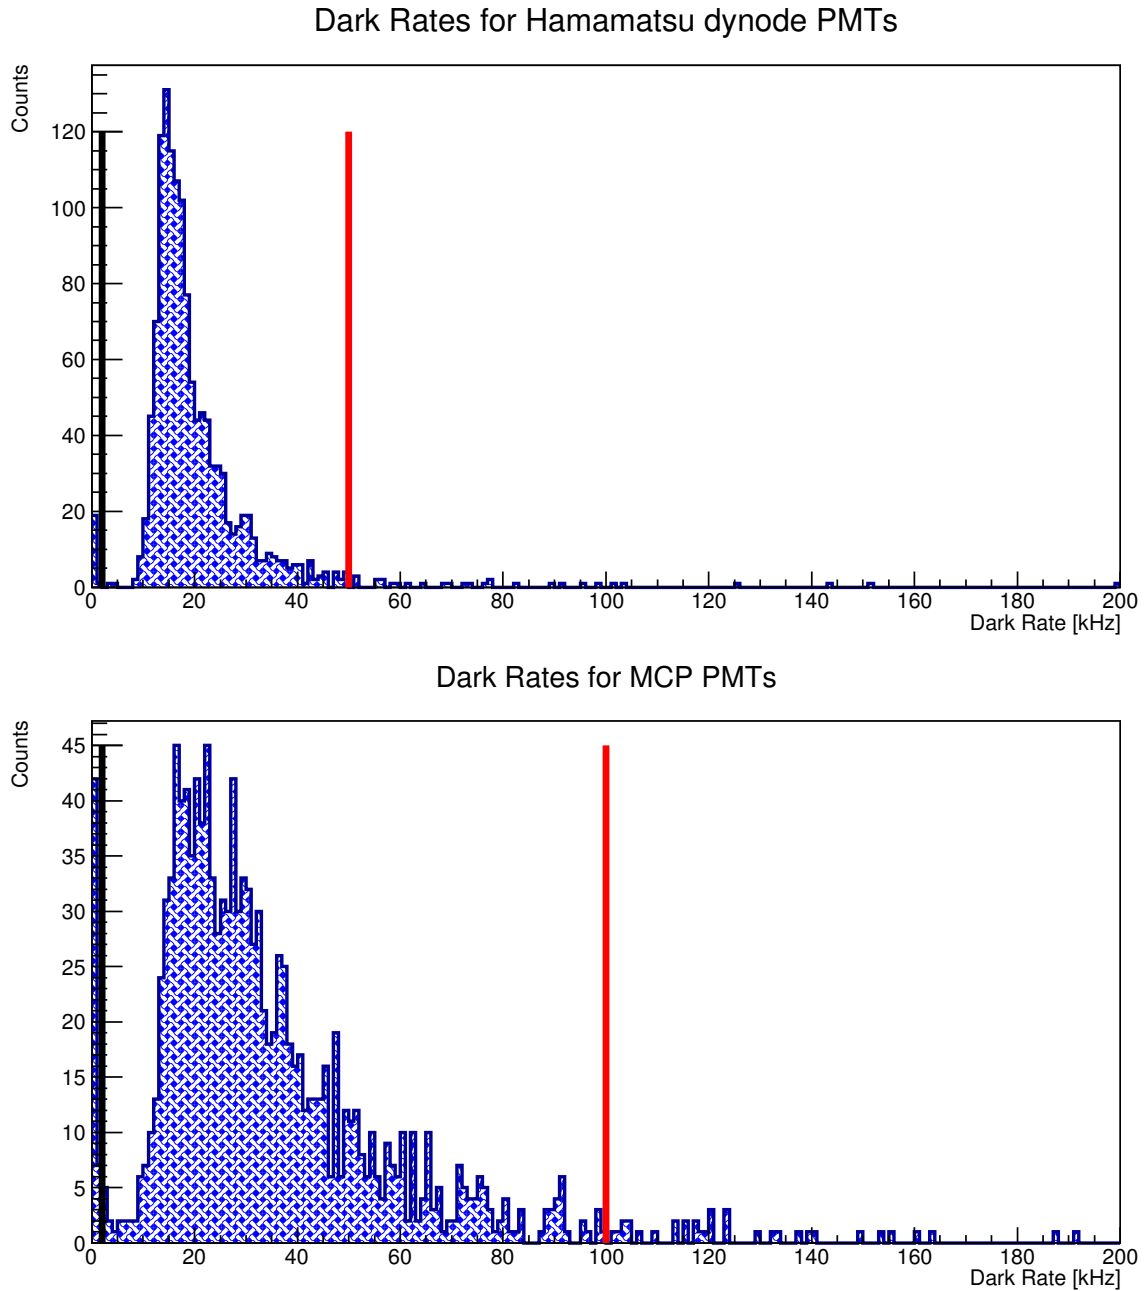 Dark Rates for Hamamatsu dynode PMTs
Counts
120
100
80
60
40
20
0
0 20 40 60 80 100 120 140 160 180 200
Dark Rate [kHz]
Dark Rates for MCP PMTs
Counts
45
40
35
30
25
20
15
10
5
0
0 20 40 60 80 100 120 140 160 180 200
Dark Rate [kHz]